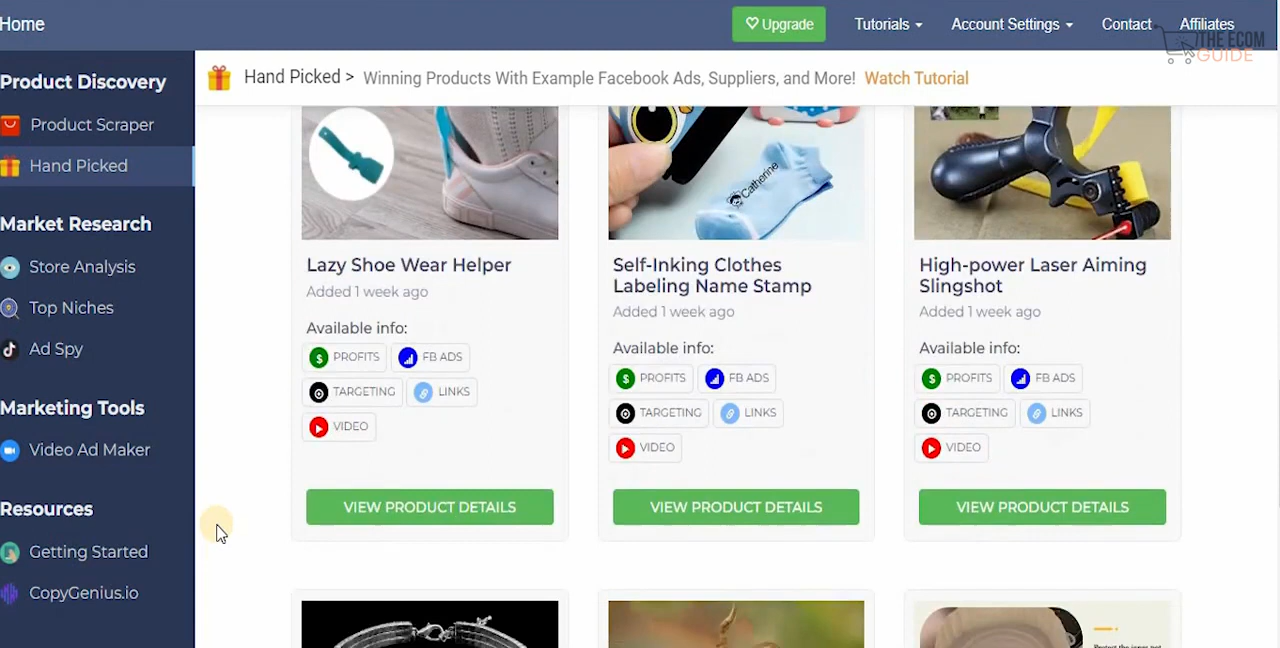 Home
Upgrade
Tutorials
Account Settings
Contact
Affiliates
THE ECOM
GUIDE
Product Discovery
Product Scraper
Hand Picked
Market Research
Store Analysis
Top Niches
Ad Spy
Marketing Tools
Video Ad Maker
Resources
Getting Started
CopyGenius.io
Hand Picked > Winning Products With Example Facebook Ads, Suppliers, and More! Watch Tutorial
Lazy Shoe Wear Helper
Added 1 week ago
Available info:
PROFITS
FB ADS
TARGETING
LINKS
VIDEO
VIEW PRODUCT DETAILS
Catherine
Self-Inking Clothes
Labeling Name Stamp
Added 1 week ago
Available info:
PROFITS
FB ADS
TARGETING
LINKS
VIDEO
VIEW PRODUCT DETAILS
High-power Laser Aiming
Slingshot
Added 1 week ago
Available info:
PROFITS
FB ADS
TARGETING
LINKS
VIDEO
VIEW PRODUCT DETAILS